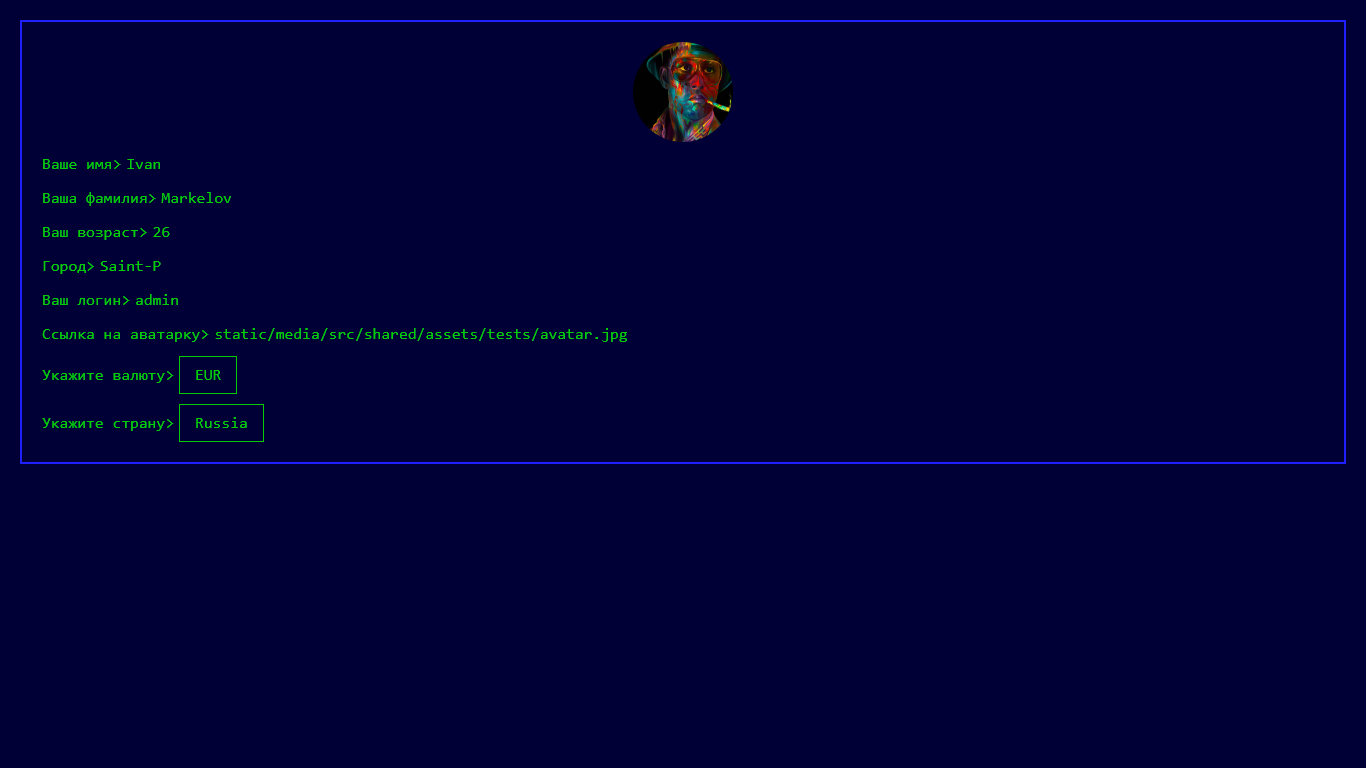 Ваше имя> Ivan
Ваша фамилия> Markelov
Ваш возраст> 26
Город> Saint-P
Ваш логин> admin
Ссылка на аватарку> static/media/src/shared/assets/tests/avatar.jpg
Укажите валюту> EUR
Укажите страну> Russia